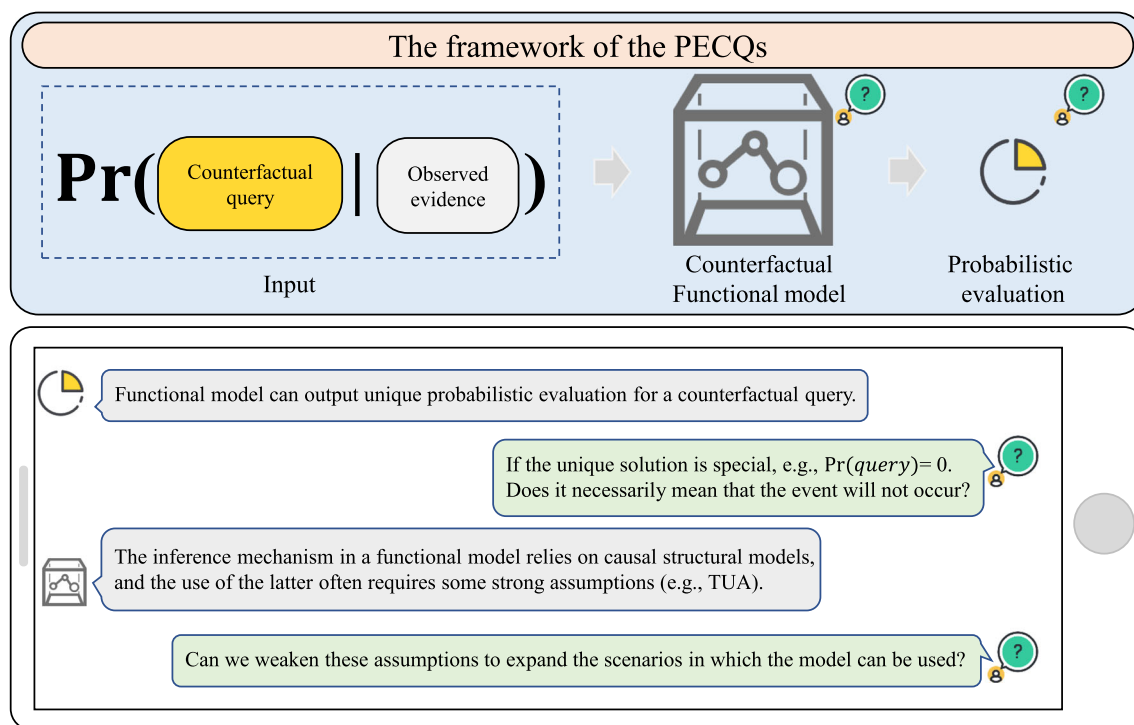 The framework of the PECQs
?
?
Pr( Counterfactual query | Observed evidence )
Input
Counterfactual
Functional model
Probabilistic
evaluation
Functional model can output unique probabilistic evaluation for a counterfactual query.
If the unique solution is special, e.g., Pr(query)= 0.
Does it necessarily mean that the event will not occur?
?
The inference mechanism in a functional model relies on causal structural models,
and the use of the latter often requires some strong assumptions (e.g., TUA).
Can we weaken these assumptions to expand the scenarios in which the model can be used?
?